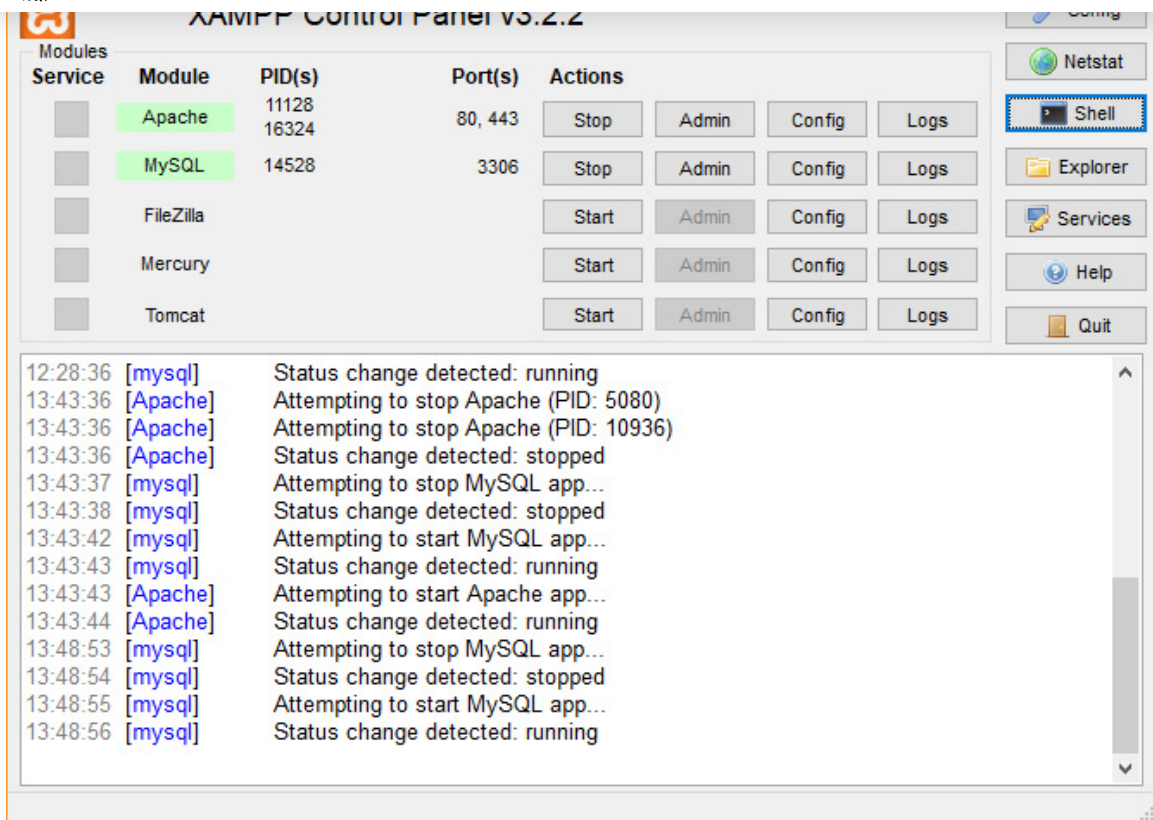 XAMPP Control Panel v3.2.2
Config
Modules
Service Module PID(s) Port(s) Actions
Netstat
Apache 11128 16324 80, 443 Stop Admin Config Logs
Shell
MySQL 14528 3306 Stop Admin Config Logs
Explorer
FileZilla Start Admin Config Logs
Services
Mercury Start Admin Config Logs
Help
Tomcat Start Admin Config Logs
Quit
12:28:36 [mysql] Status change detected: running
13:43:36 [Apache] Attempting to stop Apache (PID: 5080)
13:43:36 [Apache] Attempting to stop Apache (PID: 10936)
13:43:36 [Apache] Status change detected: stopped
13:43:37 [mysql] Attempting to stop MySQL app...
13:43:38 [mysql] Status change detected: stopped
13:43:42 [mysql] Attempting to start MySQL app...
13:43:43 [mysql] Status change detected: running
13:43:43 [Apache] Attempting to start Apache app...
13:43:44 [Apache] Status change detected: running
13:48:53 [mysql] Attempting to stop MySQL app...
13:48:54 [mysql] Status change detected: stopped
13:48:55 [mysql] Attempting to start MySQL app...
13:48:56 [mysql] Status change detected: running